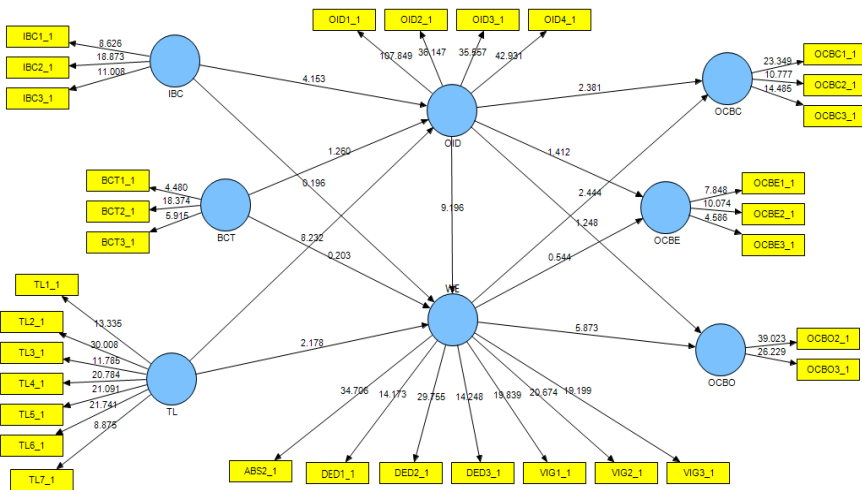 OID1_1
OID2_1
OID3_1
OID4_1
107.849
36.147
35.557
42.931
IBC1_1
IBC2_1
IBC3_1
8.626
18.873
11.008
IBC
4.153
OID
2.381
OCBC
23.349
10.777
14.485
OCBC1_1
OCBC2_1
OCBC3_1
BCT1_1
BCT2_1
BCT3_1
4.480
18.374
5.915
BCT
1.260
0.196
8.232
0.203
9.196
1.412
2.444
1.248
0.544
OCBE
7.848
10.074
4.586
OCBE1_1
OCBE2_1
OCBE3_1
TL1_1
TL2_1
TL3_1
TL4_1
TL5_1
TL6_1
TL7_1
13.335
30.008
11.785
20.784
21.091
21.741
8.875
TL
2.178
WE
5.873
OCBO
39.023
26.229
OCBO2_1
OCBO3_1
34.706
14.173
29.755
14.248
19.839
20.674
19.199
ABS2_1
DED1_1
DED2_1
DED3_1
VIG1_1
VIG2_1
VIG3_1